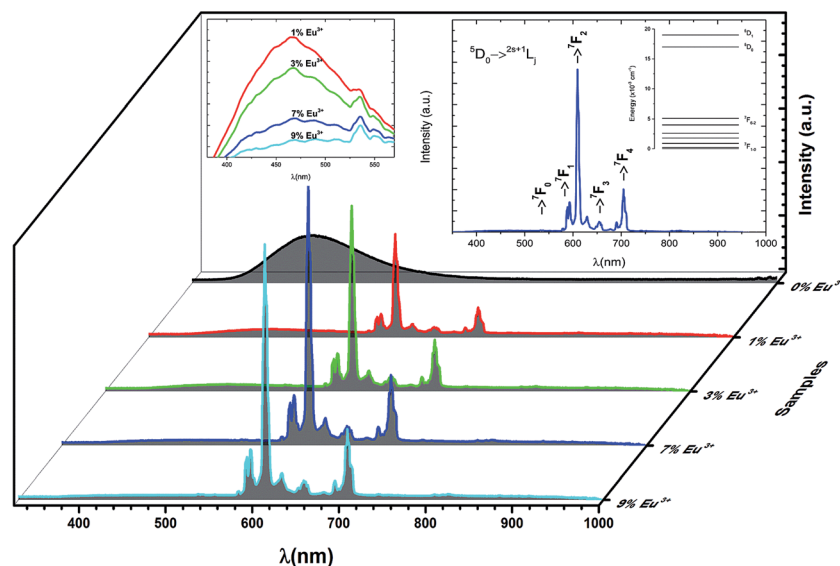 1% Eu³⁺
3% Eu³⁺
7% Eu³⁺
9% Eu³⁺
400 450 500 550
λ(nm)
Intensity (a.u.)
⁵D₀->²ˢ⁺¹Lⱼ
->⁷F₀
->⁷F₁
->⁷F₂
->⁷F₃
->⁷F₄
400 500 600 700 800 900 1000
λ(nm)
Energy (x10⁻³ cm⁻¹)
20
15
10
5
0
⁵D₁
⁵D₀
⁷F₆₋₂
⁷F₁₋₀
Intensity (a.u.)
0% Eu³
1% Eu³⁺
3% Eu³⁺
7% Eu³⁺
9% Eu³⁺
Samples
400 500 600 700 800 900 1000
λ(nm)